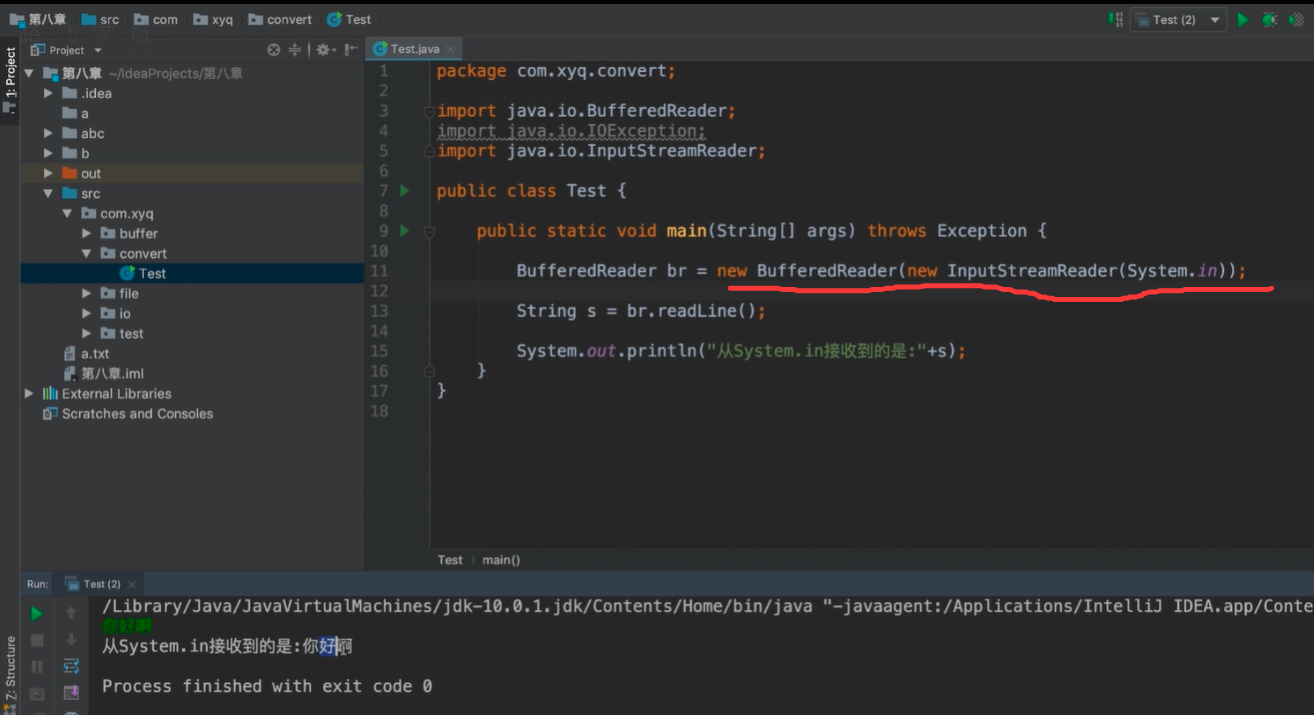 第八章 src com xyq convert Test
Test (2)
Project
Test.java
1: Project
第八章 ~/IdeaProjects/第八章
.idea
a
abc
b
out
src
com.xyq
buffer
convert
Test
file
io
test
a.txt
第八章.iml
External Libraries
Scratches and Consoles
1 package com.xyq.convert;
2
3 import java.io.BufferedReader;
4 import java.io.IOException;
5 import java.io.InputStreamReader;
6
7 public class Test {
8
9 public static void main(String[] args) throws Exception {
10
11 BufferedReader br = new BufferedReader(new InputStreamReader(System.in));
12
13 String s = br.readLine();
14
15 System.out.println("从System.in接收到的是:"+s);
16 }
17 }
18
Test › main()
Run: Test (2)
/Library/Java/JavaVirtualMachines/jdk-10.0.1.jdk/Contents/Home/bin/java "-javaagent:/Applications/IntelliJ IDEA.app/Conte
你好啊
从System.in接收到的是:你好啊
Process finished with exit code 0
Z: Structure